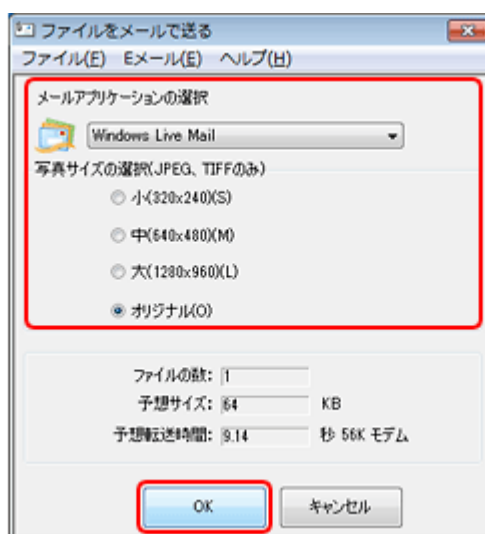 ファイルをメールで送る
ファイル(F) Eメール(E) ヘルプ(H)
メールアプリケーションの選択
Windows Live Mail
写真サイズの選択(JPEG、TIFFのみ)
小(320x240)(S)
中(640x480)(M)
大(1280x960)(L)
オリジナル(O)
ファイルの数: 1
予想サイズ: 64 KB
予想転送時間: 9.14 秒 56K モデム
OK キャンセル